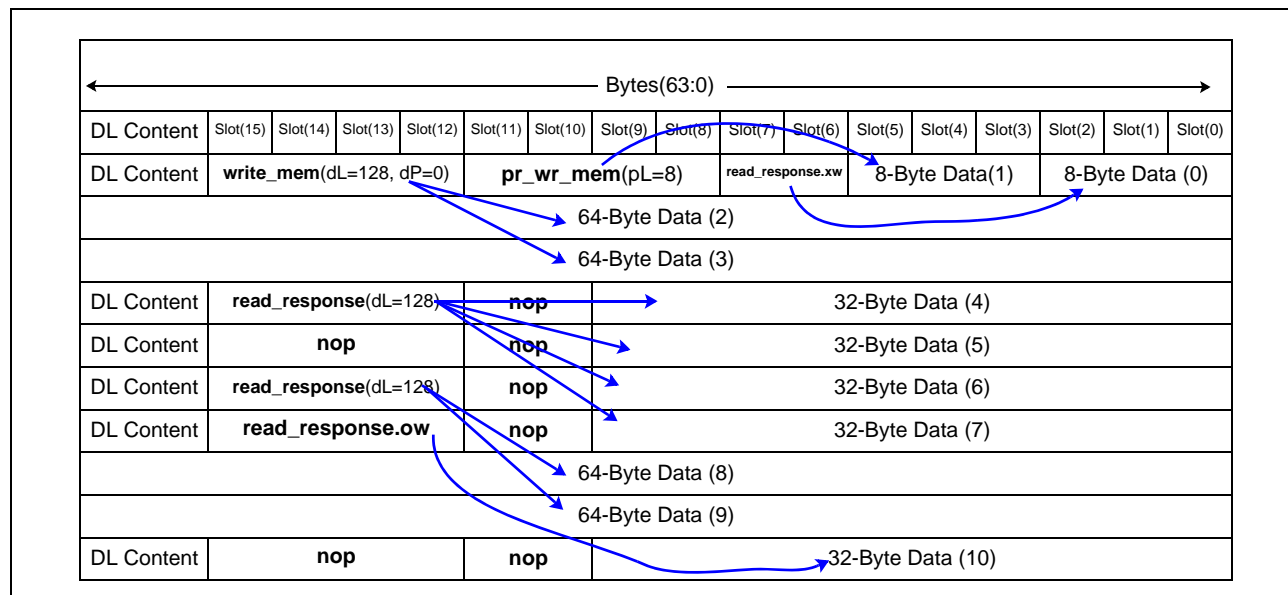 Bytes(63:0)
DL Content Slot(15) Slot(14) Slot(13) Slot(12) Slot(11) Slot(10) Slot(9) Slot(8) Slot(7) Slot(6) Slot(5) Slot(4) Slot(3) Slot(2) Slot(1) Slot(0)
DL Content write_mem(dL=128, dP=0) pr_wr_mem(pL=8) read_response.xw 8-Byte Data(1) 8-Byte Data (0)
64-Byte Data (2)
64-Byte Data (3)
DL Content read_response(dL=128) nop 32-Byte Data (4)
DL Content nop nop 32-Byte Data (5)
DL Content read_response(dL=128) nop 32-Byte Data (6)
DL Content read_response.ow nop 32-Byte Data (7)
64-Byte Data (8)
64-Byte Data (9)
DL Content nop nop 32-Byte Data (10)